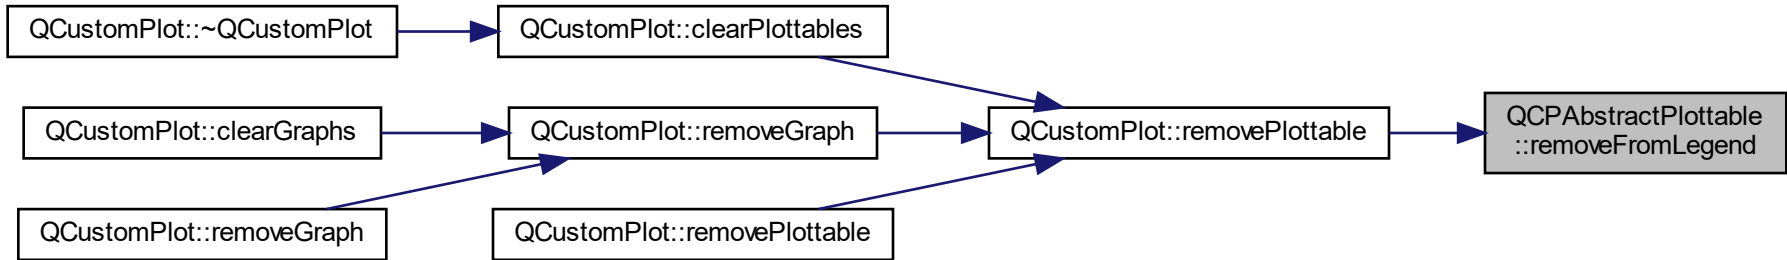 QCustomPlot::~QCustomPlot
QCustomPlot::clearPlottables
QCustomPlot::clearGraphs
QCustomPlot::removeGraph
QCustomPlot::removePlottable
QCPAbstractPlottable
::removeFromLegend
QCustomPlot::removeGraph
QCustomPlot::removePlottable